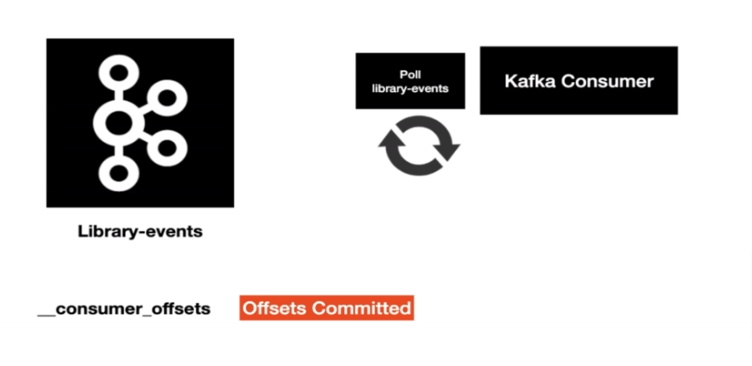 Poll
library-events
Kafka Consumer
Library-events
__consumer_offsets
Offsets Committed